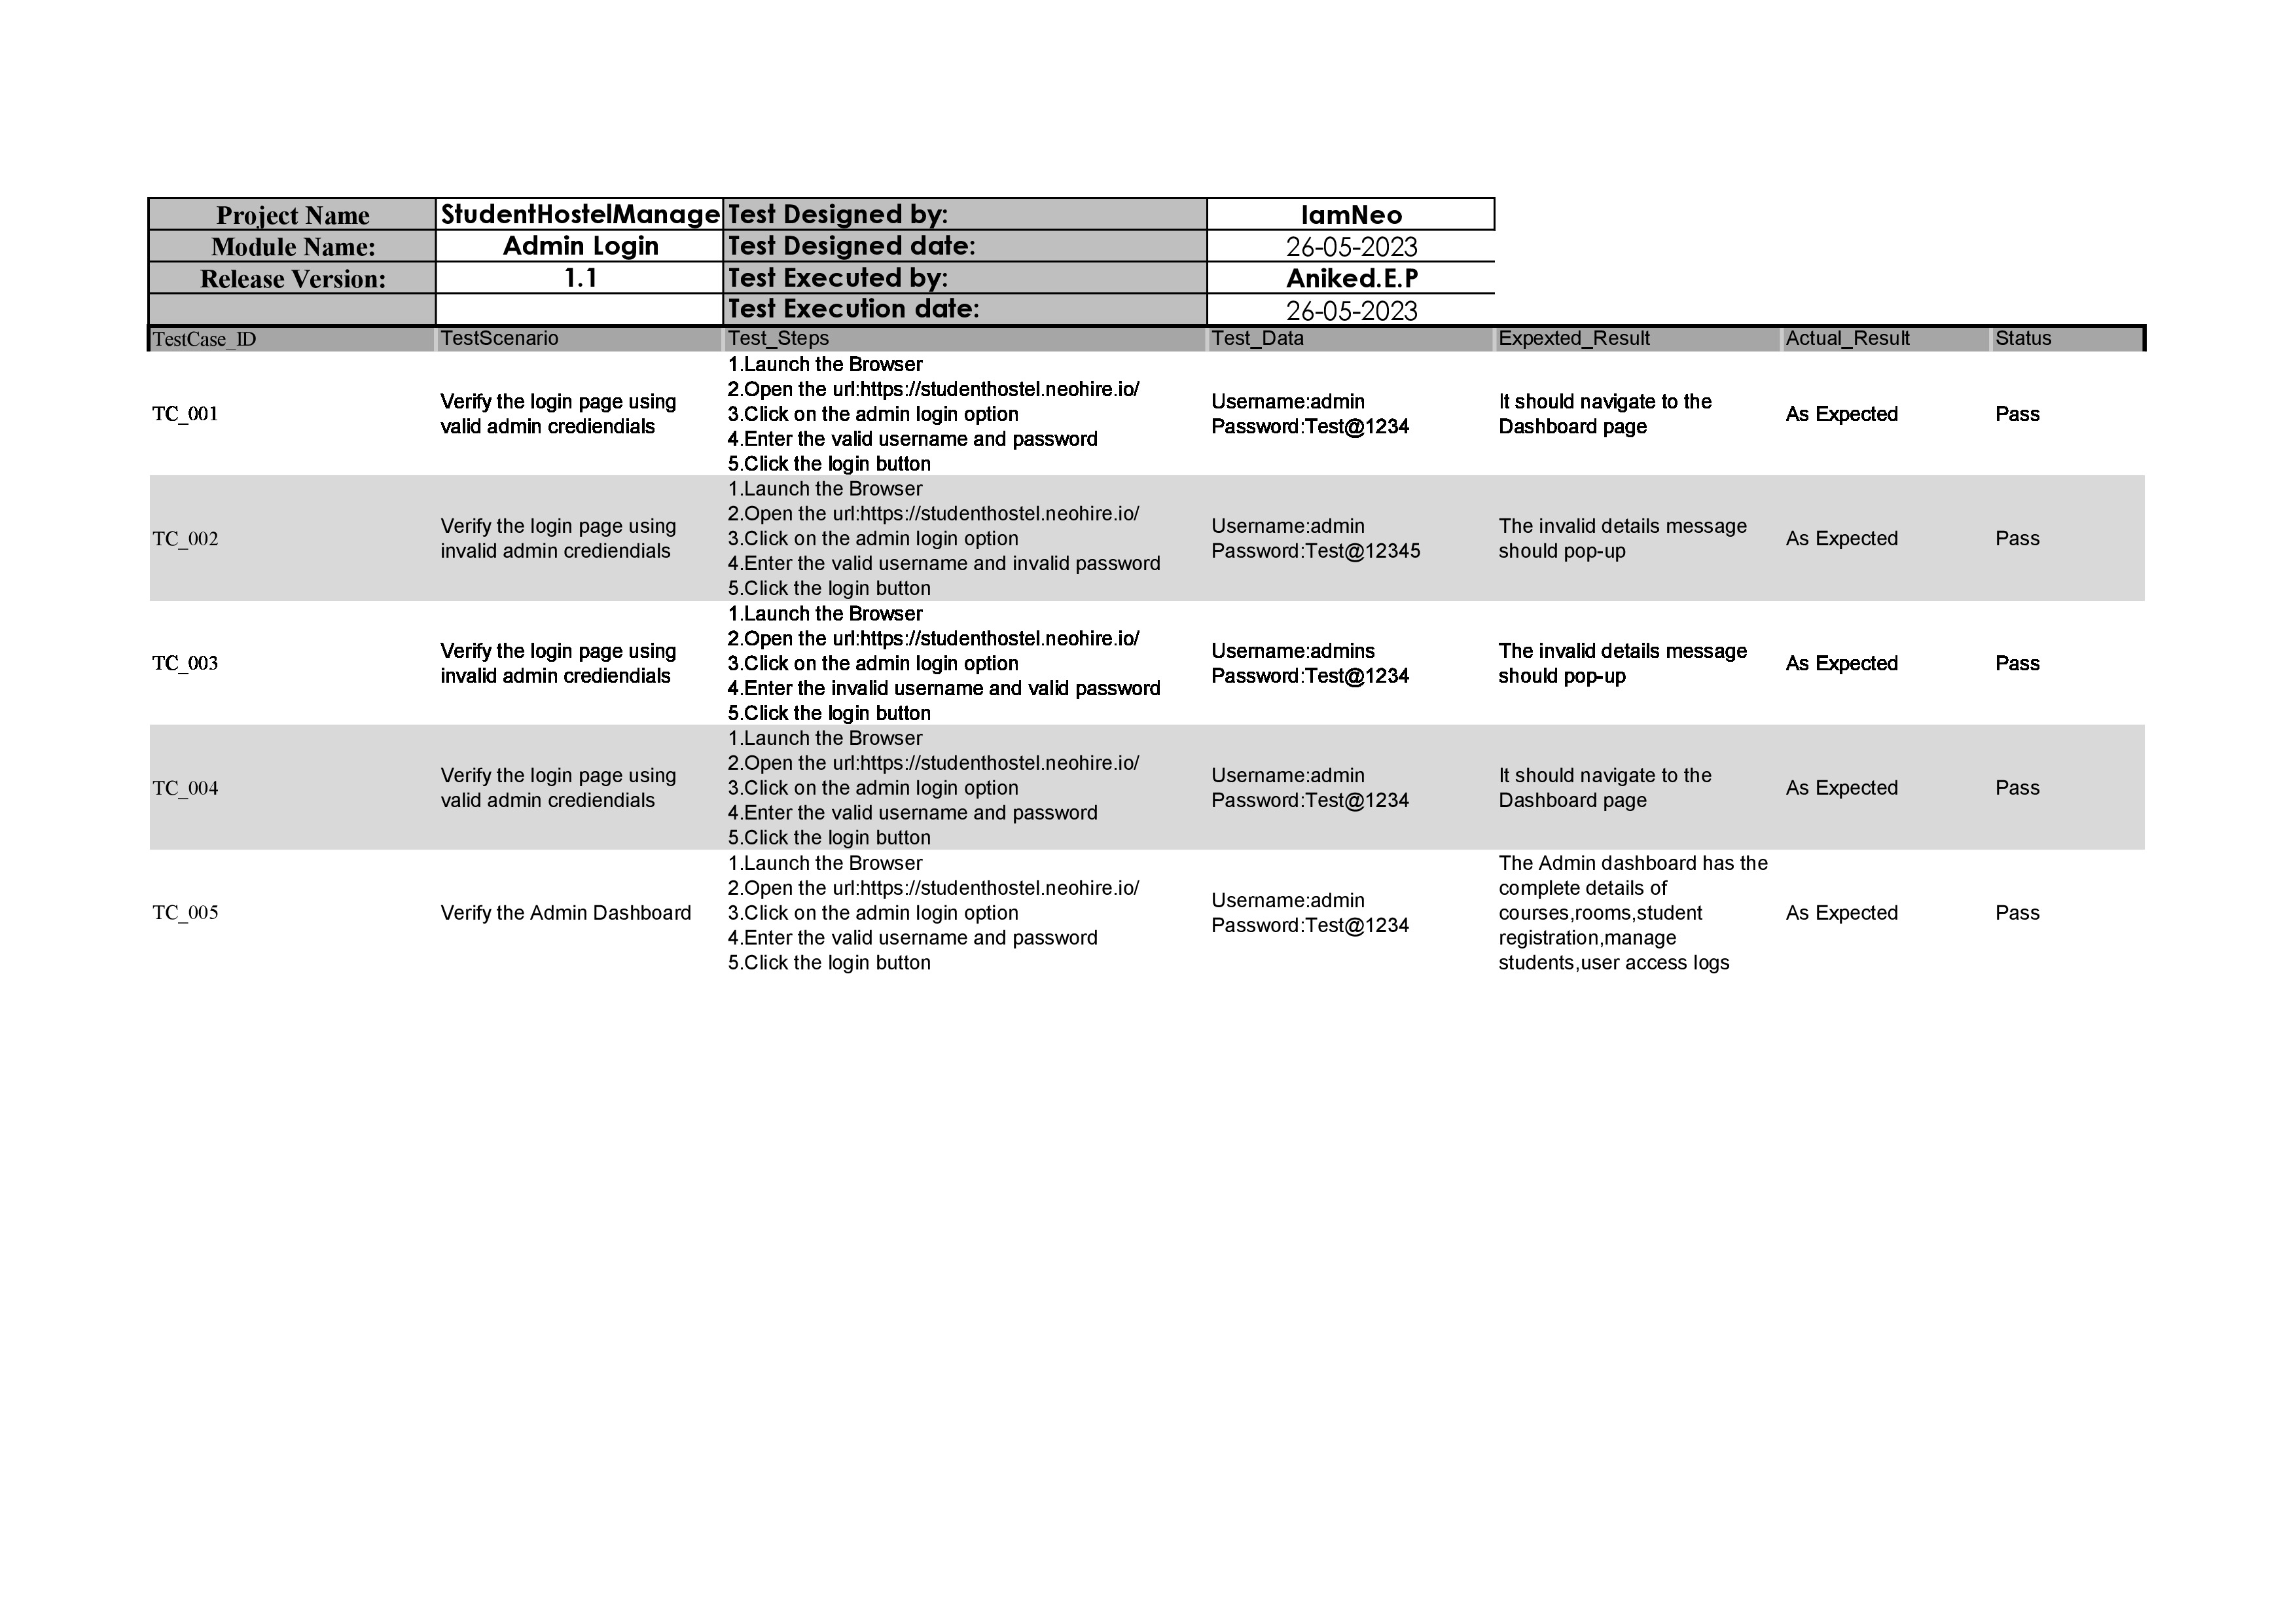 Project Name StudentHostelManage Test Designed by: IamNeo
Module Name: Admin Login Test Designed date: 26-05-2023
Release Version: 1.1 Test Executed by: Aniked.E.P
Test Execution date: 26-05-2023
TestCase_ID TestScenario Test_Steps Test_Data Expexted_Result Actual_Result Status
TC_001
Verify the login page using
valid admin crediendials
1.Launch the Browser
2.Open the url:https://studenthostel.neohire.io/
3.Click on the admin login option
4.Enter the valid username and password
5.Click the login button
Username:admin
Password:Test@1234
It should navigate to the
Dashboard page
As Expected
Pass
TC_002
Verify the login page using
invalid admin crediendials
1.Launch the Browser
2.Open the url:https://studenthostel.neohire.io/
3.Click on the admin login option
4.Enter the valid username and invalid password
5.Click the login button
Username:admin
Password:Test@12345
The invalid details message
should pop-up
As Expected
Pass
TC_003
Verify the login page using
invalid admin crediendials
1.Launch the Browser
2.Open the url:https://studenthostel.neohire.io/
3.Click on the admin login option
4.Enter the invalid username and valid password
5.Click the login button
Username:admins
Password:Test@1234
The invalid details message
should pop-up
As Expected
Pass
TC_004
Verify the login page using
valid admin crediendials
1.Launch the Browser
2.Open the url:https://studenthostel.neohire.io/
3.Click on the admin login option
4.Enter the valid username and password
5.Click the login button
Username:admin
Password:Test@1234
It should navigate to the
Dashboard page
As Expected
Pass
TC_005
Verify the Admin Dashboard
1.Launch the Browser
2.Open the url:https://studenthostel.neohire.io/
3.Click on the admin login option
4.Enter the valid username and password
5.Click the login button
Username:admin
Password:Test@1234
The Admin dashboard has the
complete details of
courses,rooms,student
registration,manage
students,user access logs
As Expected
Pass